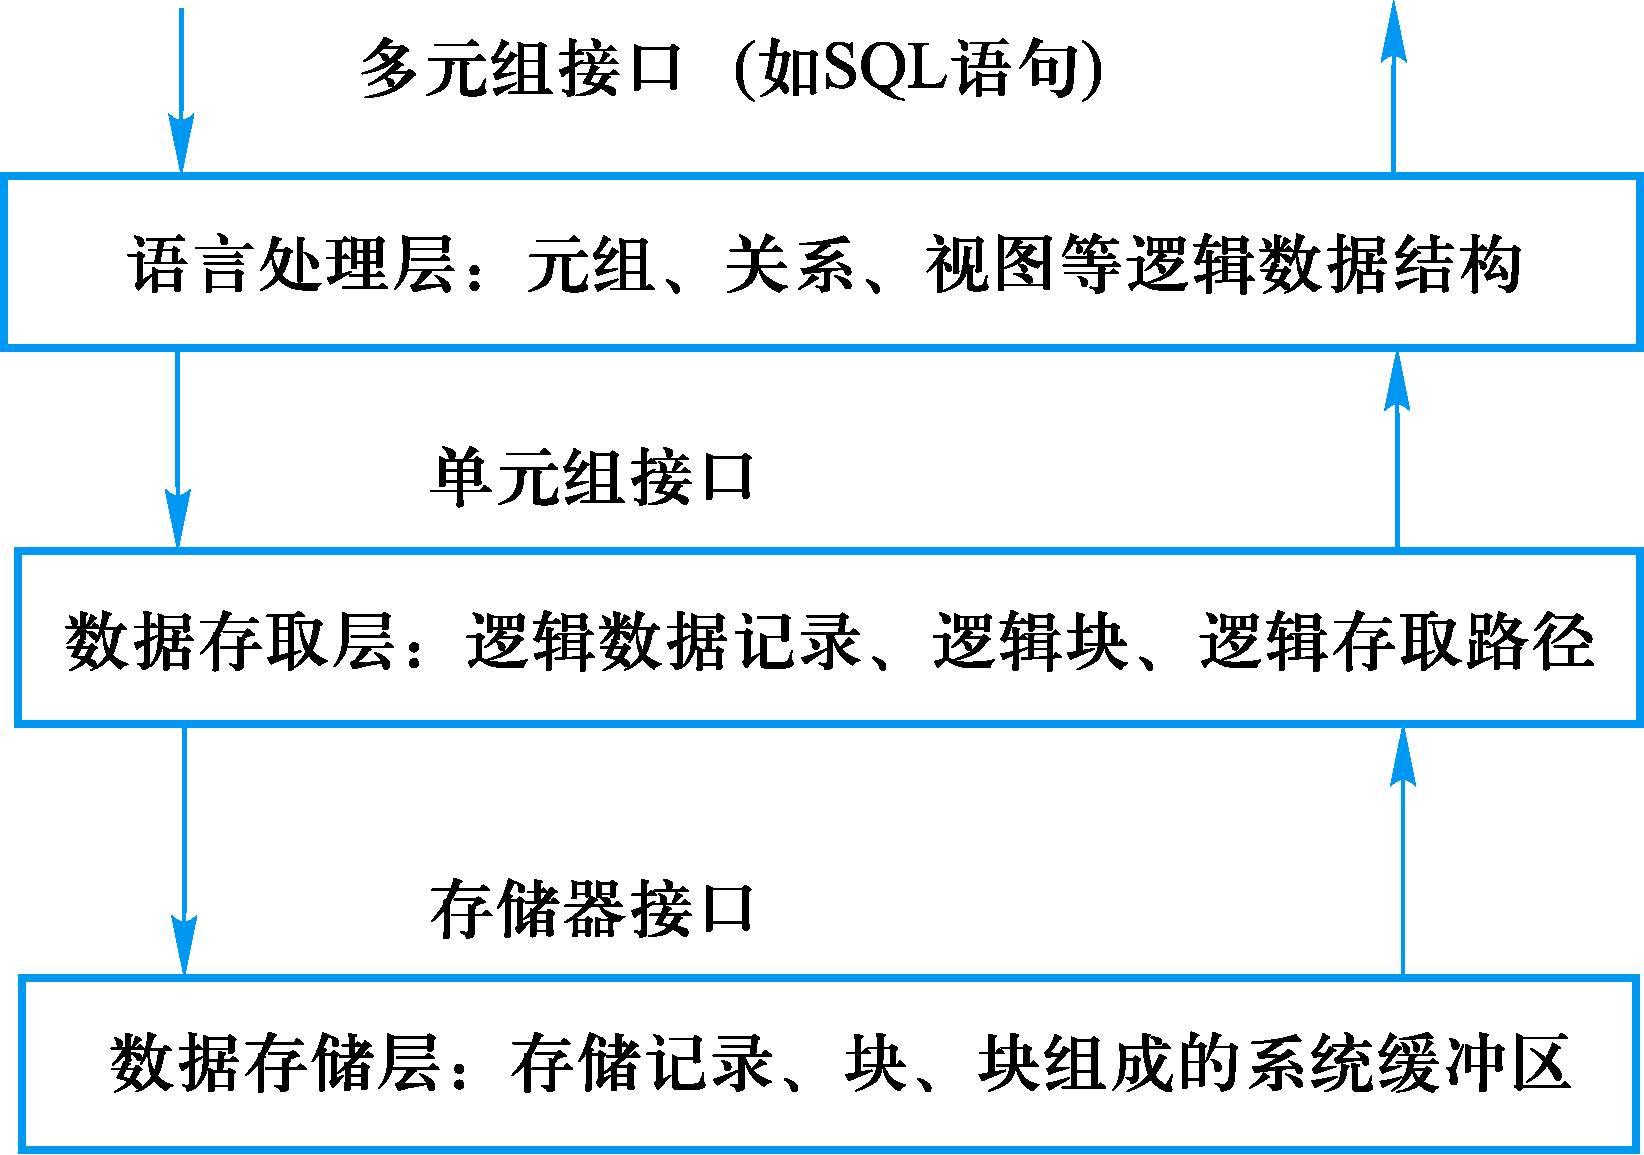 多元组接口 (如SQL语句)
语言处理层：元组、关系、视图等逻辑数据结构
单元组接口
数据存取层：逻辑数据记录、逻辑块、逻辑存取路径
存储器接口
数据存储层：存储记录、块、块组成的系统缓冲区